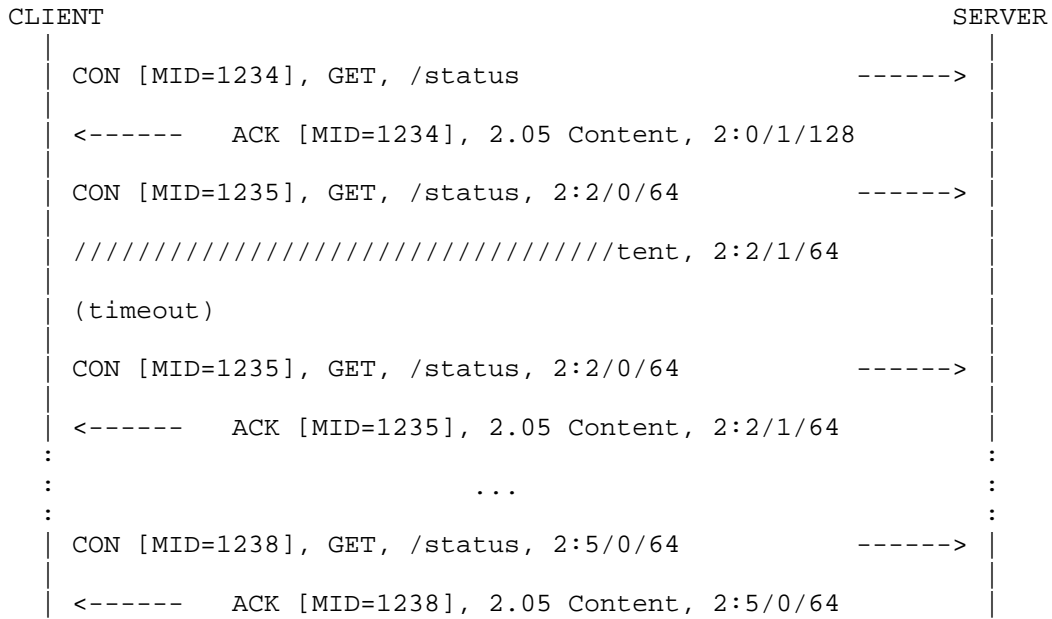 CLIENT                                                     SERVER
  |                                                          |
  | CON [MID=1234], GET, /status                     ------> |
  |                                                          |
  | <------   ACK [MID=1234], 2.05 Content, 2:0/1/128        |
  |                                                          |
  | CON [MID=1235], GET, /status, 2:2/0/64           ------> |
  |                                                          |
  | //////////////////////////////////tent, 2:2/1/64         |
  |                                                          |
  | (timeout)                                                |
  |                                                          |
  | CON [MID=1235], GET, /status, 2:2/0/64           ------> |
  |                                                          |
  | <------   ACK [MID=1235], 2.05 Content, 2:2/1/64         |
  :                                                          :
  :                          ...                             :
  :                                                          :
  | CON [MID=1238], GET, /status, 2:5/0/64           ------> |
  |                                                          |
  | <------   ACK [MID=1238], 2.05 Content, 2:5/0/64         |